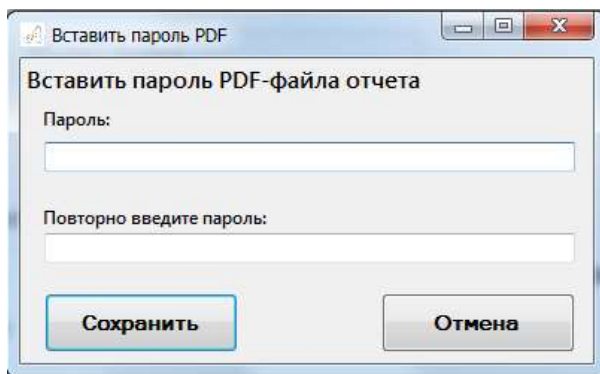 Вставить пароль PDF
Вставить пароль PDF-файла отчета
Пароль:
Повторно введите пароль:
Сохранить
Отмена